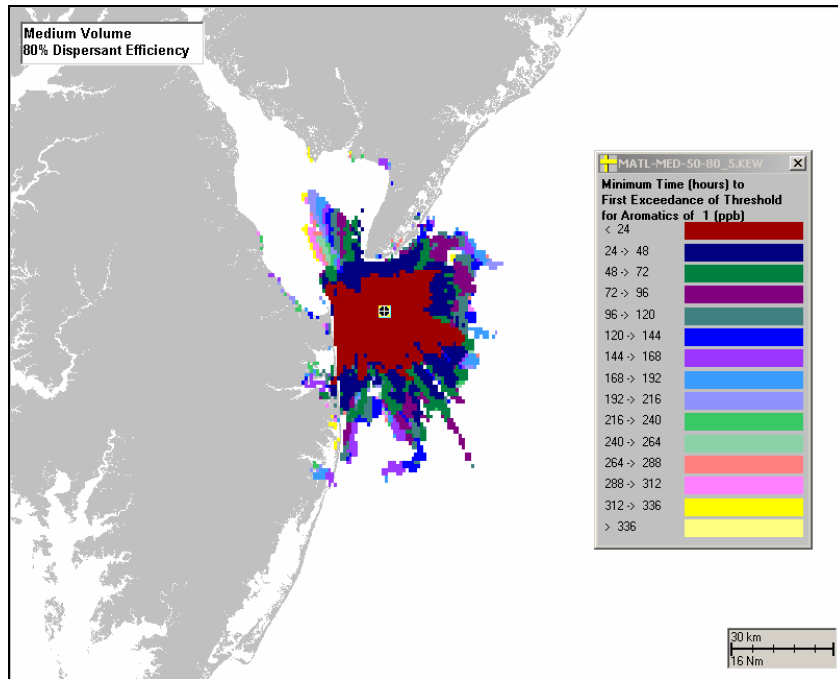 Medium Volume
80% Dispersant Efficiency
MATL-MED-50-80_5.KEW
Minimum Time (hours) to
First Exceedance of Threshold
for Aromatics of 1 (ppb)
< 24
24 -> 48
48 -> 72
72 -> 96
96 -> 120
120 -> 144
144 -> 168
168 -> 192
192 -> 216
216 -> 240
240 -> 264
264 -> 288
288 -> 312
312 -> 336
> 336
30 km
16 Nm